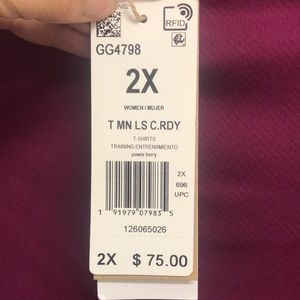 RFID
GG4798
2X
WOMEN / MUJER
T MN LS C.RDY
T-SHIRTS
TRAINING ENTRENAMIENTO
power berry
2X
696
UPC
1 91979 07983 5
126065026
2X $ 75.00